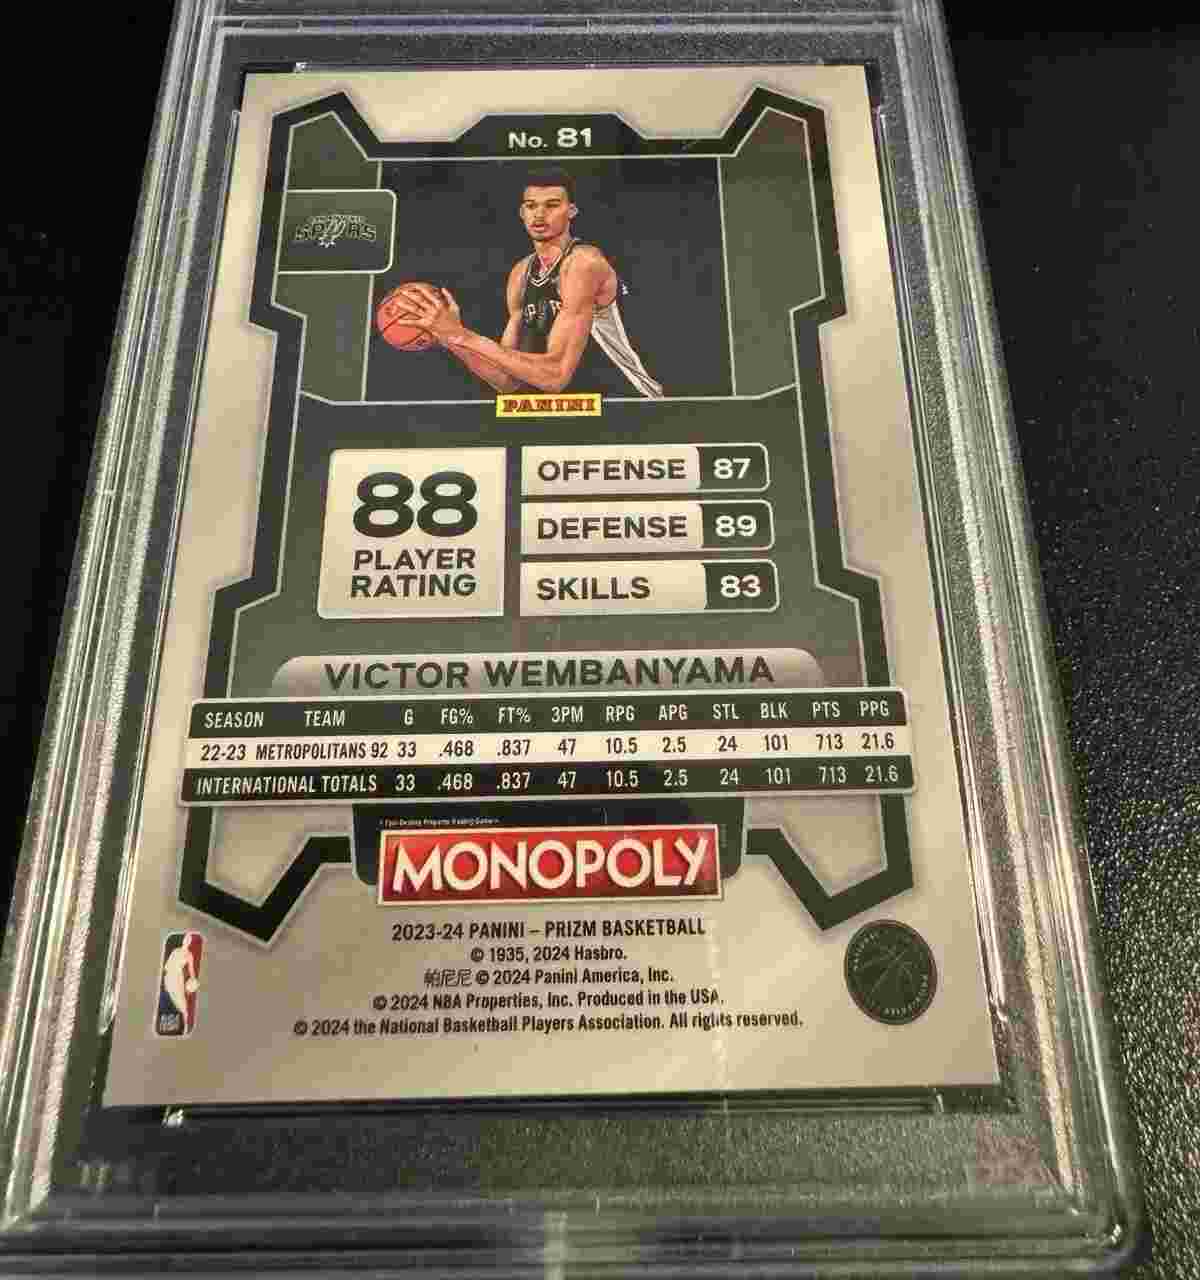 No. 81
SPURS
PANINI
88
PLAYER
RATING
OFFENSE 87
DEFENSE 89
SKILLS 83
VICTOR WEMBANYAMA
SEASON TEAM G FG% FT% 3PM RPG APG STL BLK PTS PPG
22-23 METROPOLITANS 92 33 .468 .837 47 10.5 2.5 24 101 713 21.6
INTERNATIONAL TOTALS 33 .468 .837 47 10.5 2.5 24 101 713 21.6
MONOPOLY
2023-24 PANINI – PRIZM BASKETBALL
© 1935, 2024 Hasbro.
帕尼尼 © 2024 Panini America, Inc.
© 2024 NBA Properties, Inc. Produced in the USA.
© 2024 the National Basketball Players Association. All rights reserved.